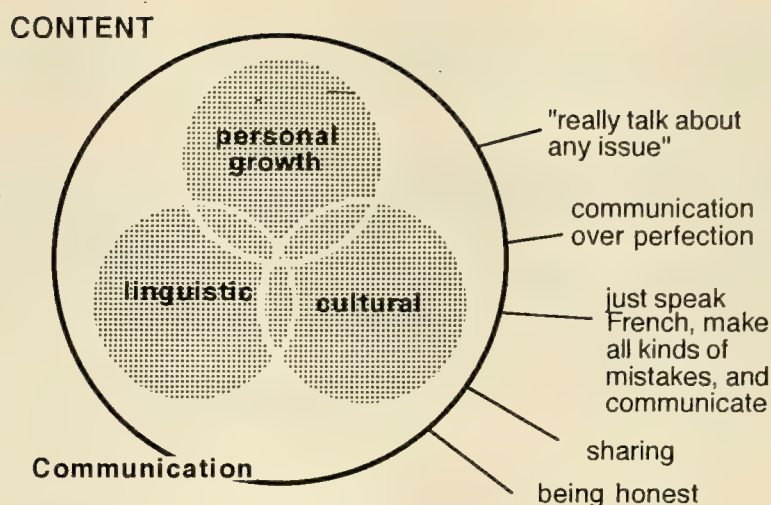 CONTENT
personal
growth
linguistic
cultural
Communication
"really talk about
any issue"
communication
over perfection
just speak
French, make
all kinds of
mistakes, and
communicate
sharing
being honest